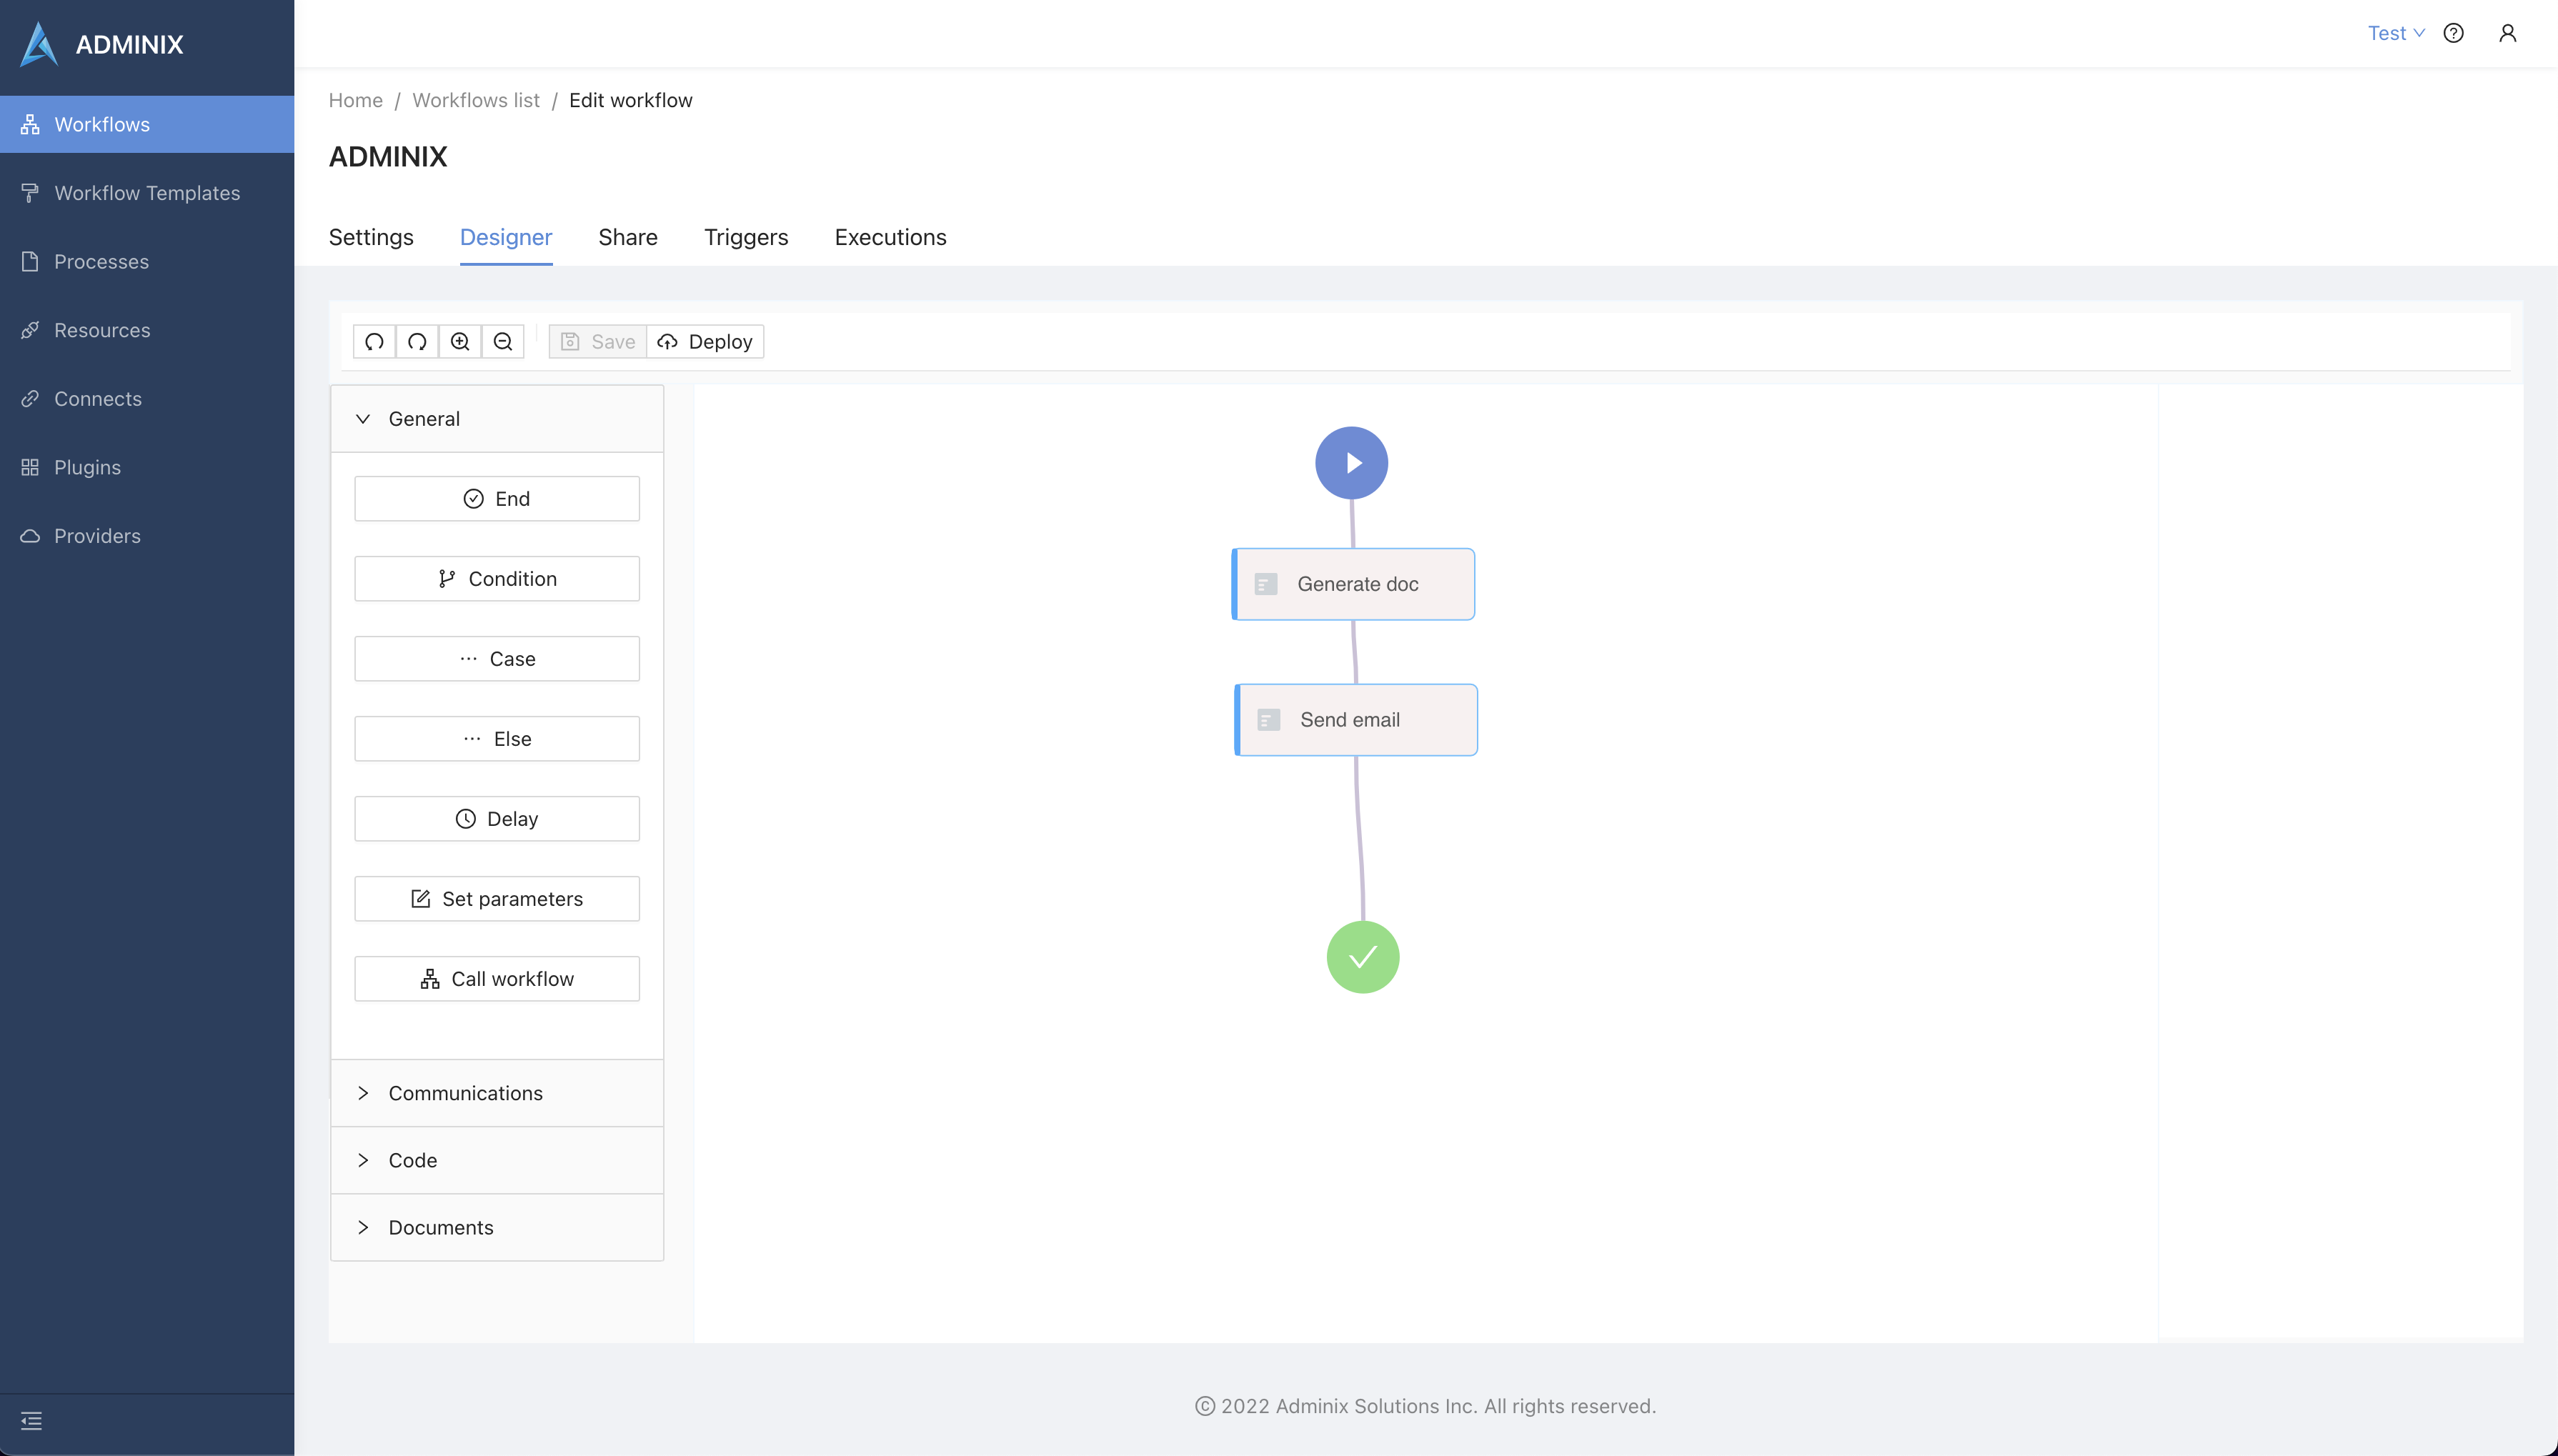 ADMINIX
Test
Workflows
Workflow Templates
Processes
Resources
Connects
Plugins
Providers
Home / Workflows list / Edit workflow
ADMINIX
Settings Designer Share Triggers Executions
Save Deploy
General
End
Condition
Case
Else
Delay
Set parameters
Call workflow
Communications
Code
Documents
Generate doc
Send email
© 2022 Adminix Solutions Inc. All rights reserved.